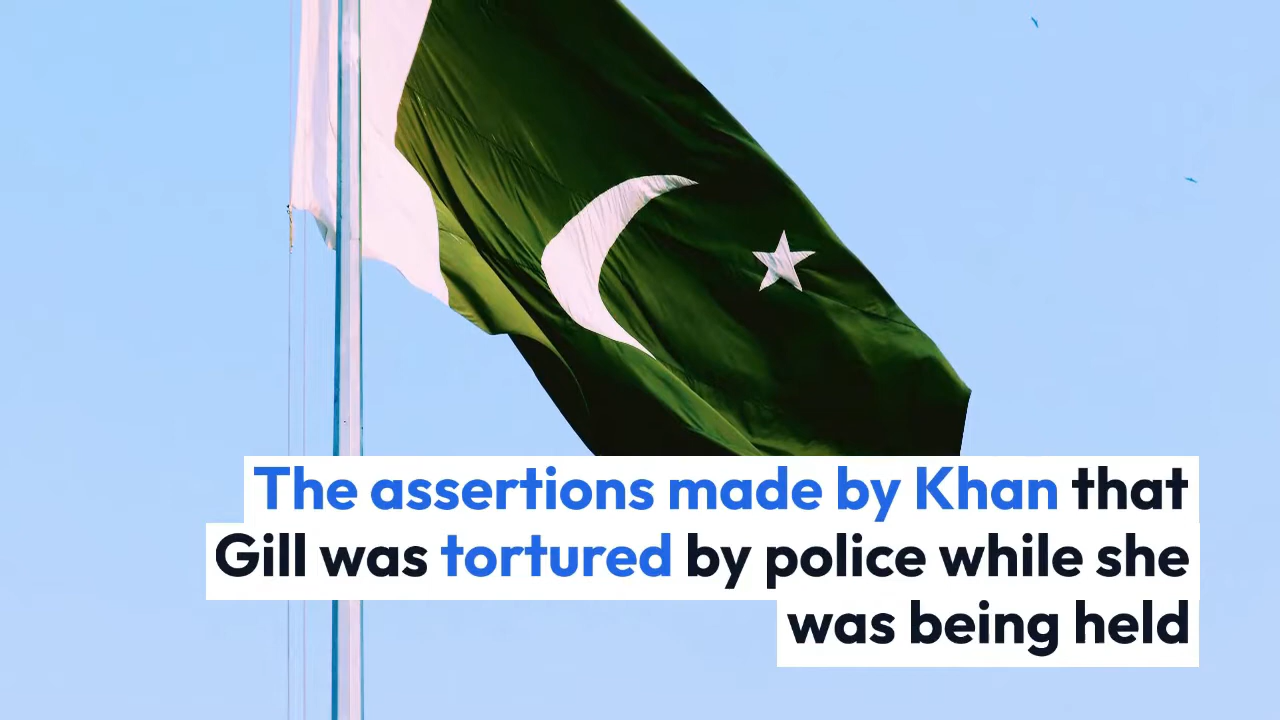 The assertions made by Khan that
Gill was tortured by police while she
was being held